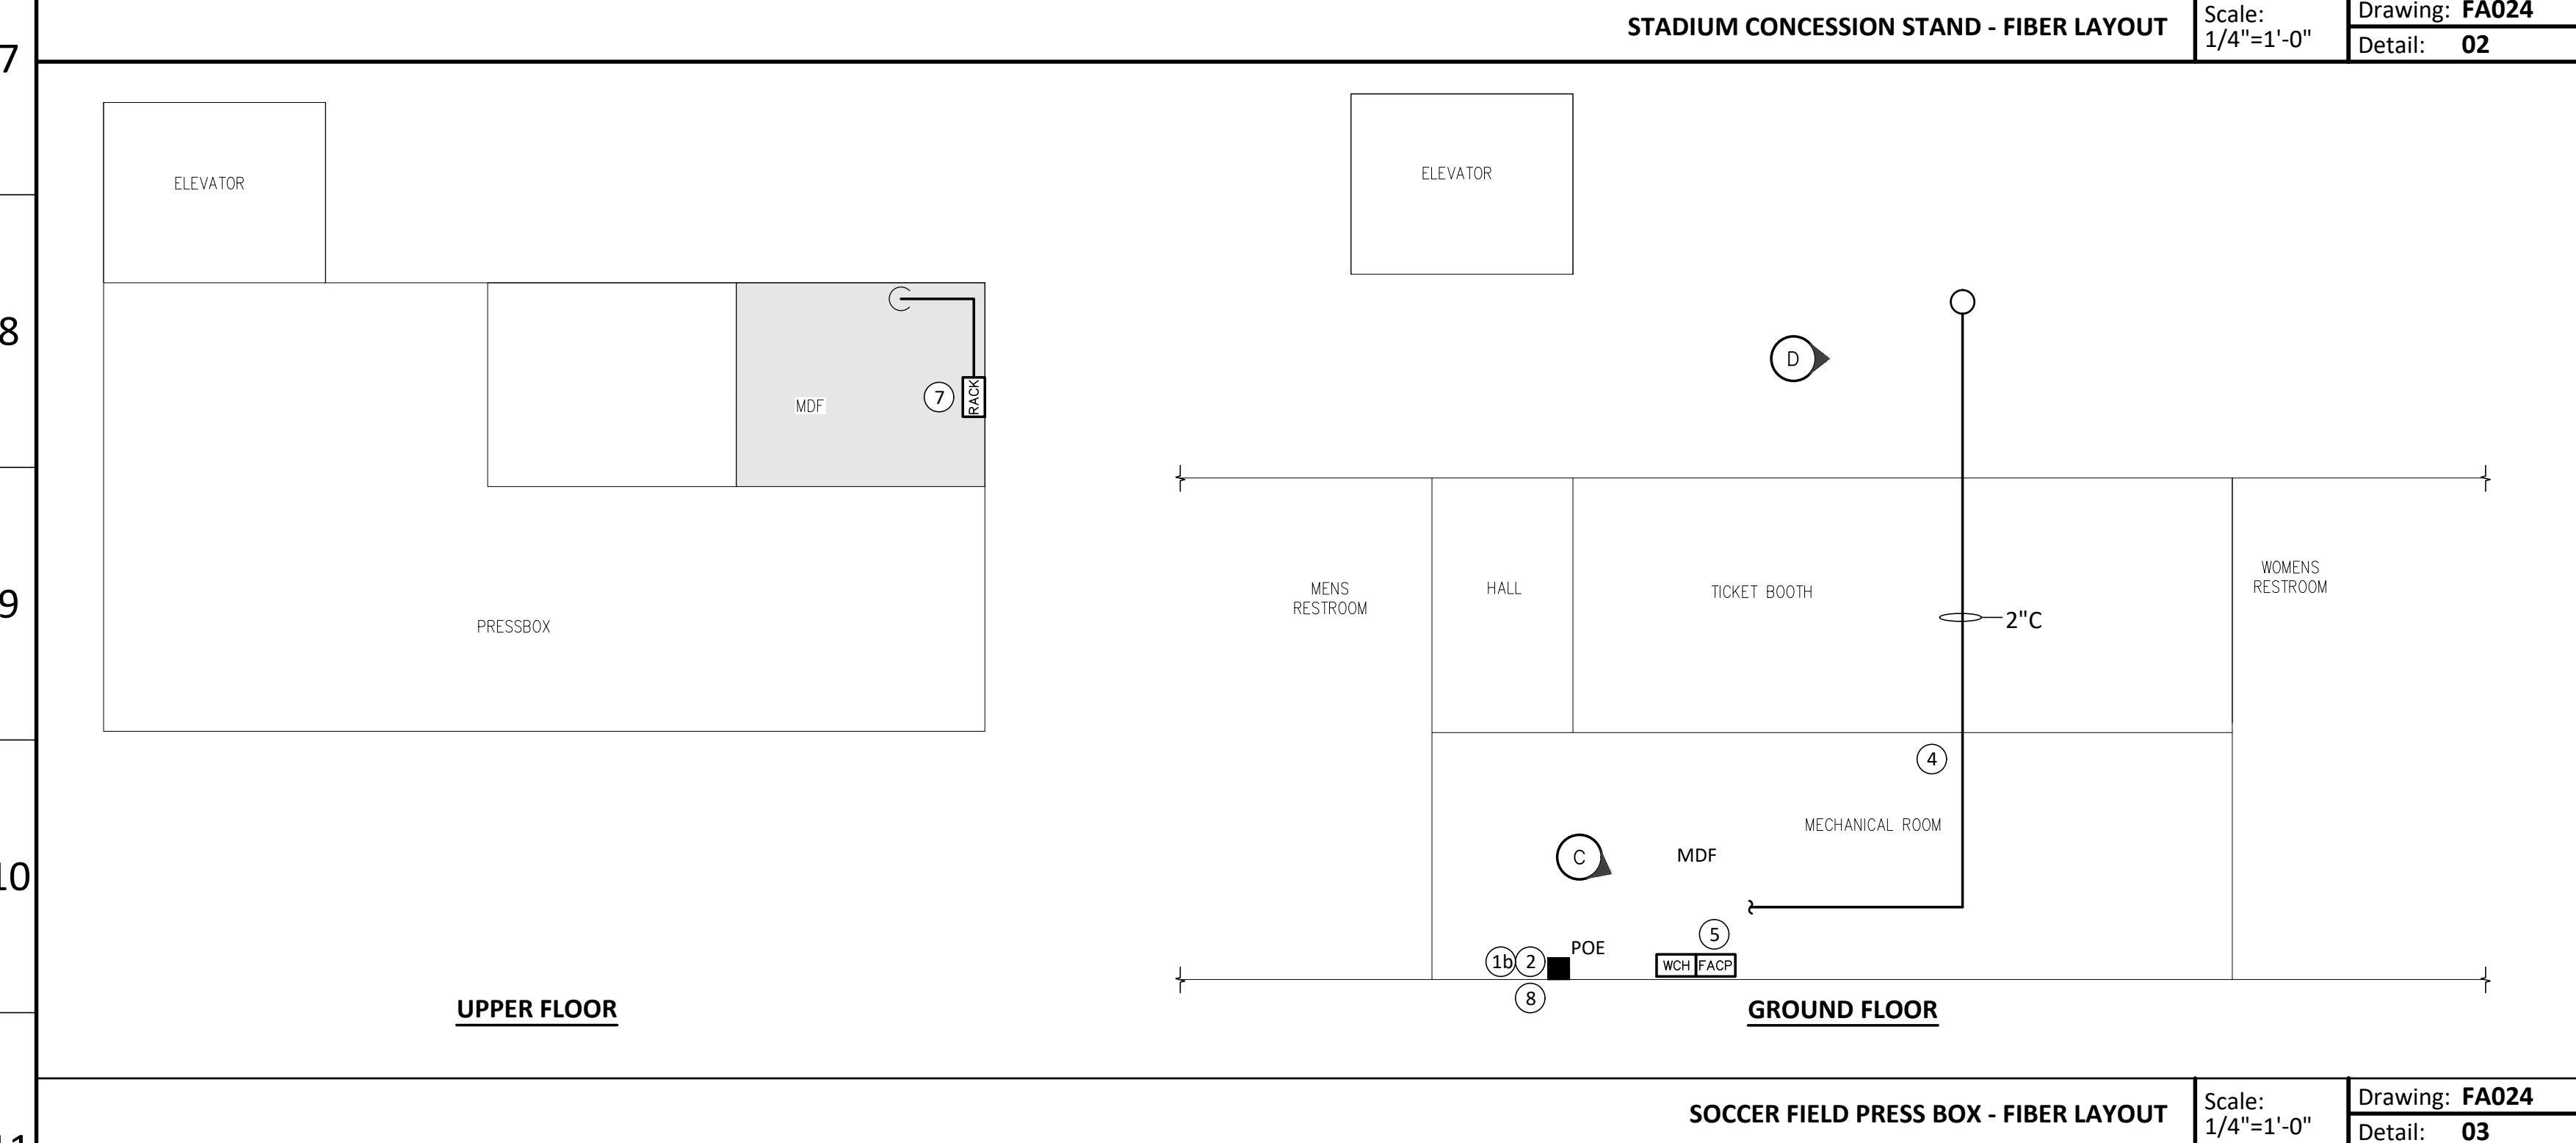 STADIUM CONCESSION STAND - FIBER LAYOUT
Scale:
1/4"=1'-0"
Drawing: FA024
Detail: 02
7
8
9
10
ELEVATOR
MDF
7
RACK
PRESSBOX
UPPER FLOOR
ELEVATOR
D
MENS
RESTROOM
HALL
TICKET BOOTH
2"C
WOMENS
RESTROOM
4
MECHANICAL ROOM
C
MDF
5
POE
1b
2
WCH
FACP
8
GROUND FLOOR
SOCCER FIELD PRESS BOX - FIBER LAYOUT
Scale:
1/4"=1'-0"
Drawing: FA024
Detail: 03